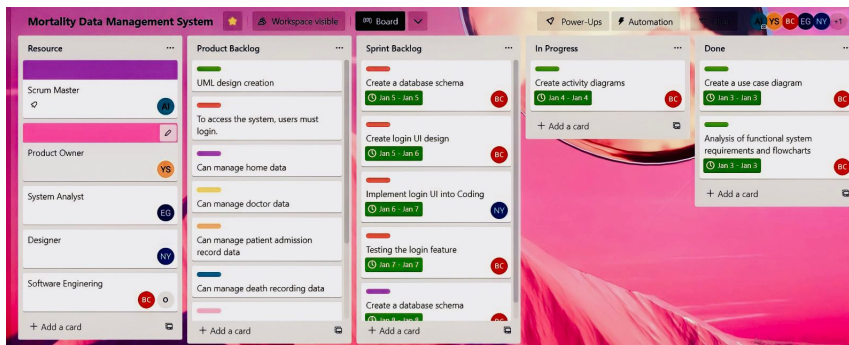 Mortality Data Management System
Workspace visible
Board
Power-Ups
Automation
YS
BC
EG
NY
+1
Resource
Scrum Master
AI
Product Owner
YS
System Analyst
EG
Designer
NY
Software Enginering
BC
O
+ Add a card
Product Backlog
UML design creation
To access the system, users must
login.
Can manage home data
Can manage doctor data
Can manage patient admission
record data
Can manage death recording data
+ Add a card
Sprint Backlog
Create a database schema
Jan 5 - Jan 5
BC
Create login UI design
Jan 5 - Jan 6
BC
Implement login UI into Coding
Jan 6 - Jan 7
NY
Testing the login feature
Jan 7 - Jan 7
BC
Create a database schema
Jan 8 - Jan 8
+ Add a card
In Progress
Create activity diagrams
Jan 4 - Jan 4
BC
+ Add a card
Done
Create a use case diagram
Jan 3 - Jan 3
BC
Analysis of functional system
requirements and flowcharts
Jan 3 - Jan 3
BC
+ Add a card